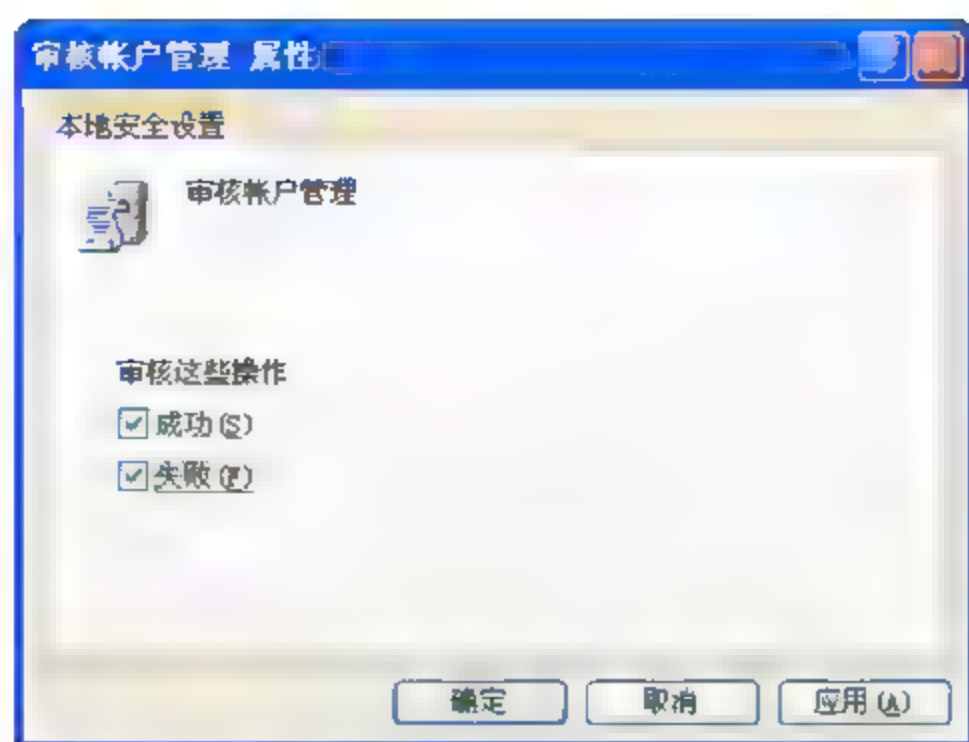 审核帐户管理 属性
本地安全设置
审核帐户管理
审核这些操作
成功(S)
失败(F)
确定
取消
应用(A)